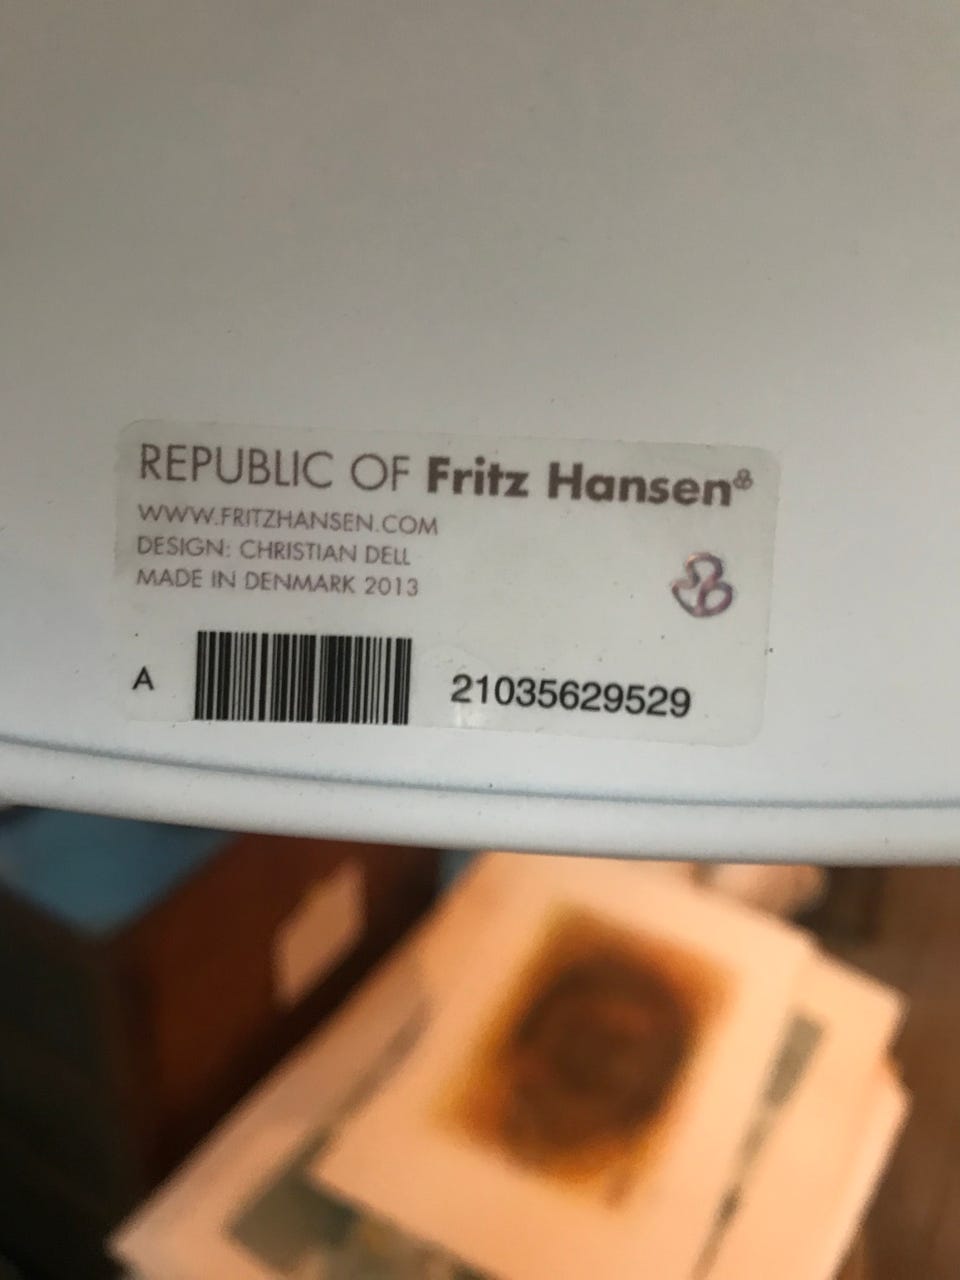 REPUBLIC OF Fritz Hansen
WWW.FRITZHANSEN.COM
DESIGN: CHRISTIAN DELL
MADE IN DENMARK 2013
A 21035629529